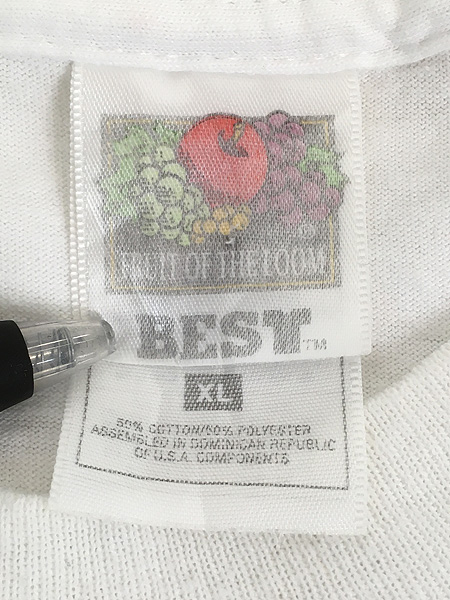 FRUIT OF THE LOOM
BEST™
XL
50% COTTON/50% POLYESTER
ASSEMBLED IN DOMINICAN REPUBLIC
OF U.S.A. COMPONENTS